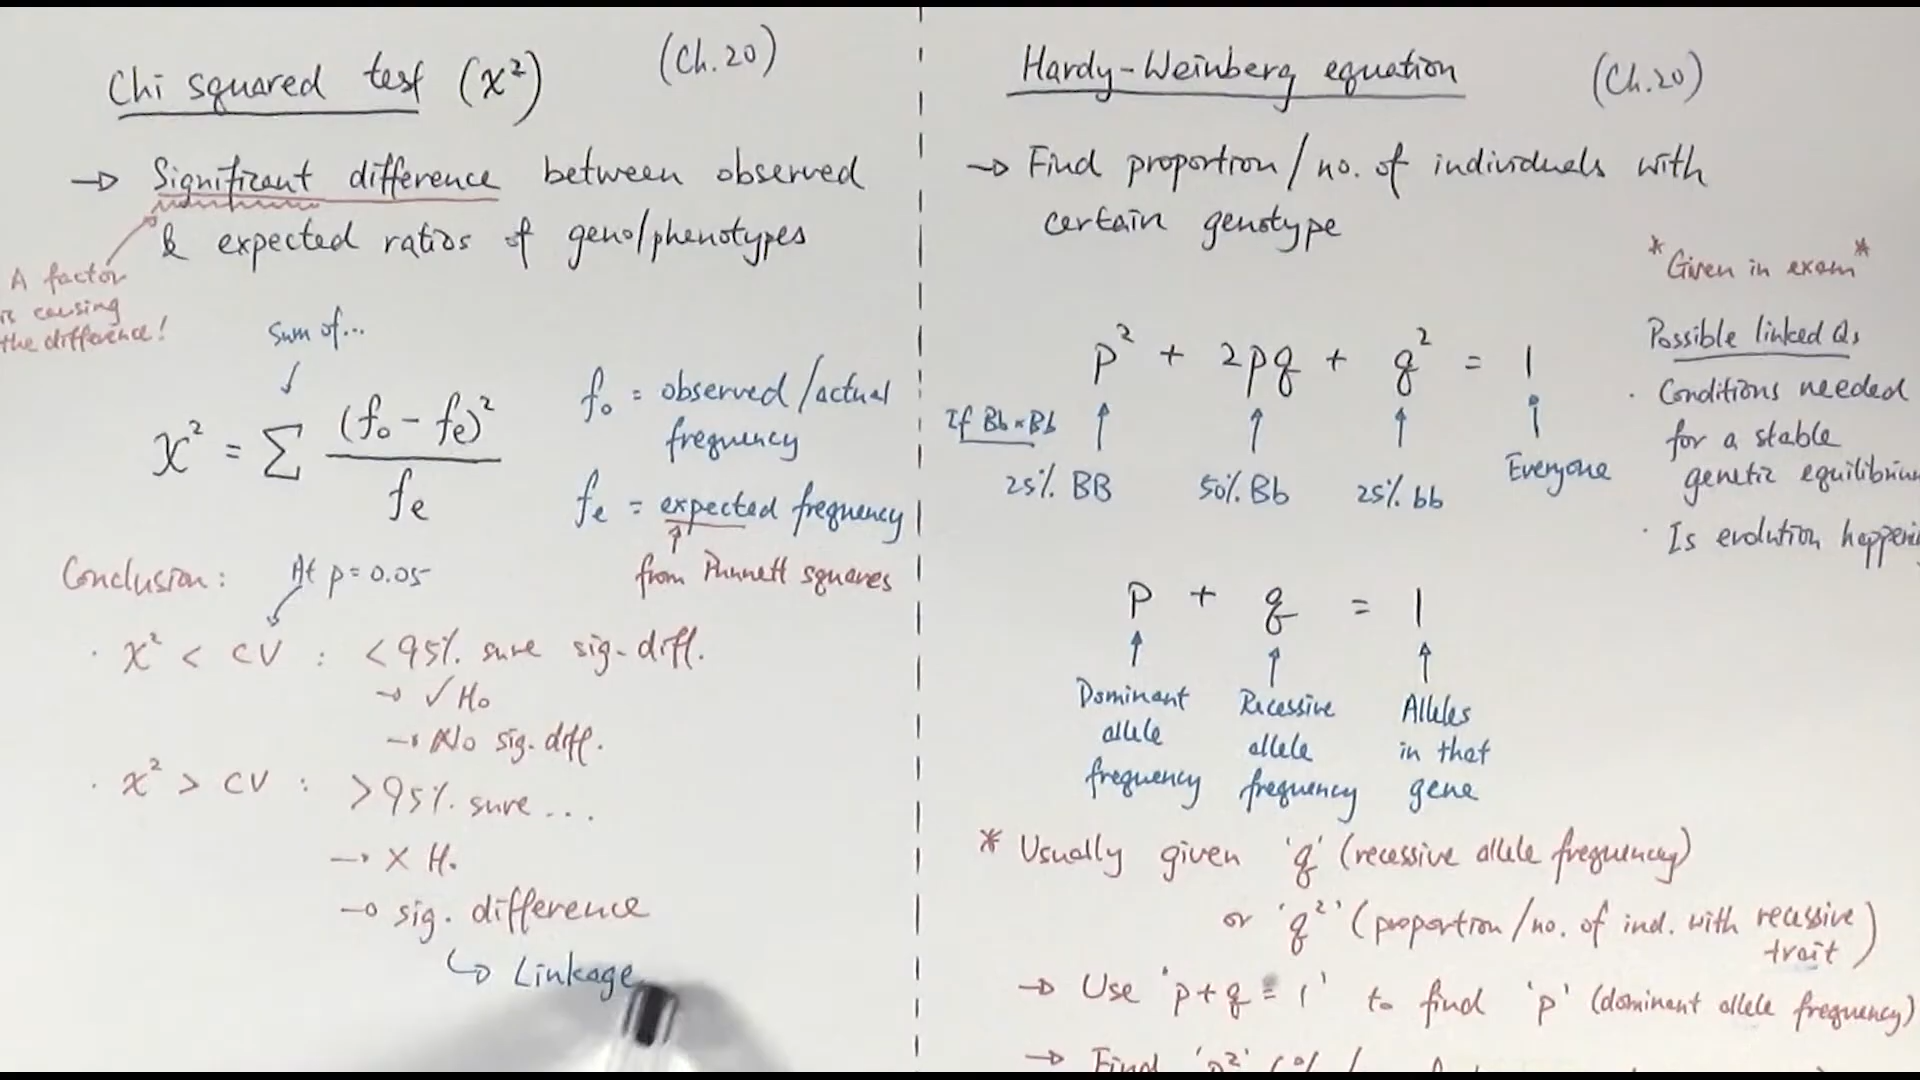 Chi squared test (χ²) (Ch.20)
→ Significant difference between observed
& expected ratios of geno/phenotypes
A factor
is causing
the difference!
Sum of...
χ² = ∑ (fo - fe)² / fe
fo = observed/actual
frequency
fe = expected frequency
from Punnett squares
Conclusion: At p = 0.05
· χ² < CV : < 95% sure sig. diff.
→ ✓ Ho
→ No sig. diff.
· χ² > CV : > 95% sure ...
→ X Ho
→ sig. difference
↳ Linkage
Hardy-Weinberg equation (Ch.20)
→ Find proportion/no. of individuals with
certain genotype
*Given in exam*
p² + 2pq + q² = 1
If Bb × Bb
25% BB 50% Bb 25% bb Everyone
Possible linked Qs
· Conditions needed
for a stable
genetic equilibrium
· Is evolution
p + q = 1
Dominant
allele
frequency
Recessive
allele
frequency
Alleles
in that
gene
* Usually given 'q' (recessive allele frequency)
or 'q²' (proportion/no. of ind. with recessive
trait)
→ Use 'p+q = 1' to find 'p' (dominant allele frequency)
→ Find